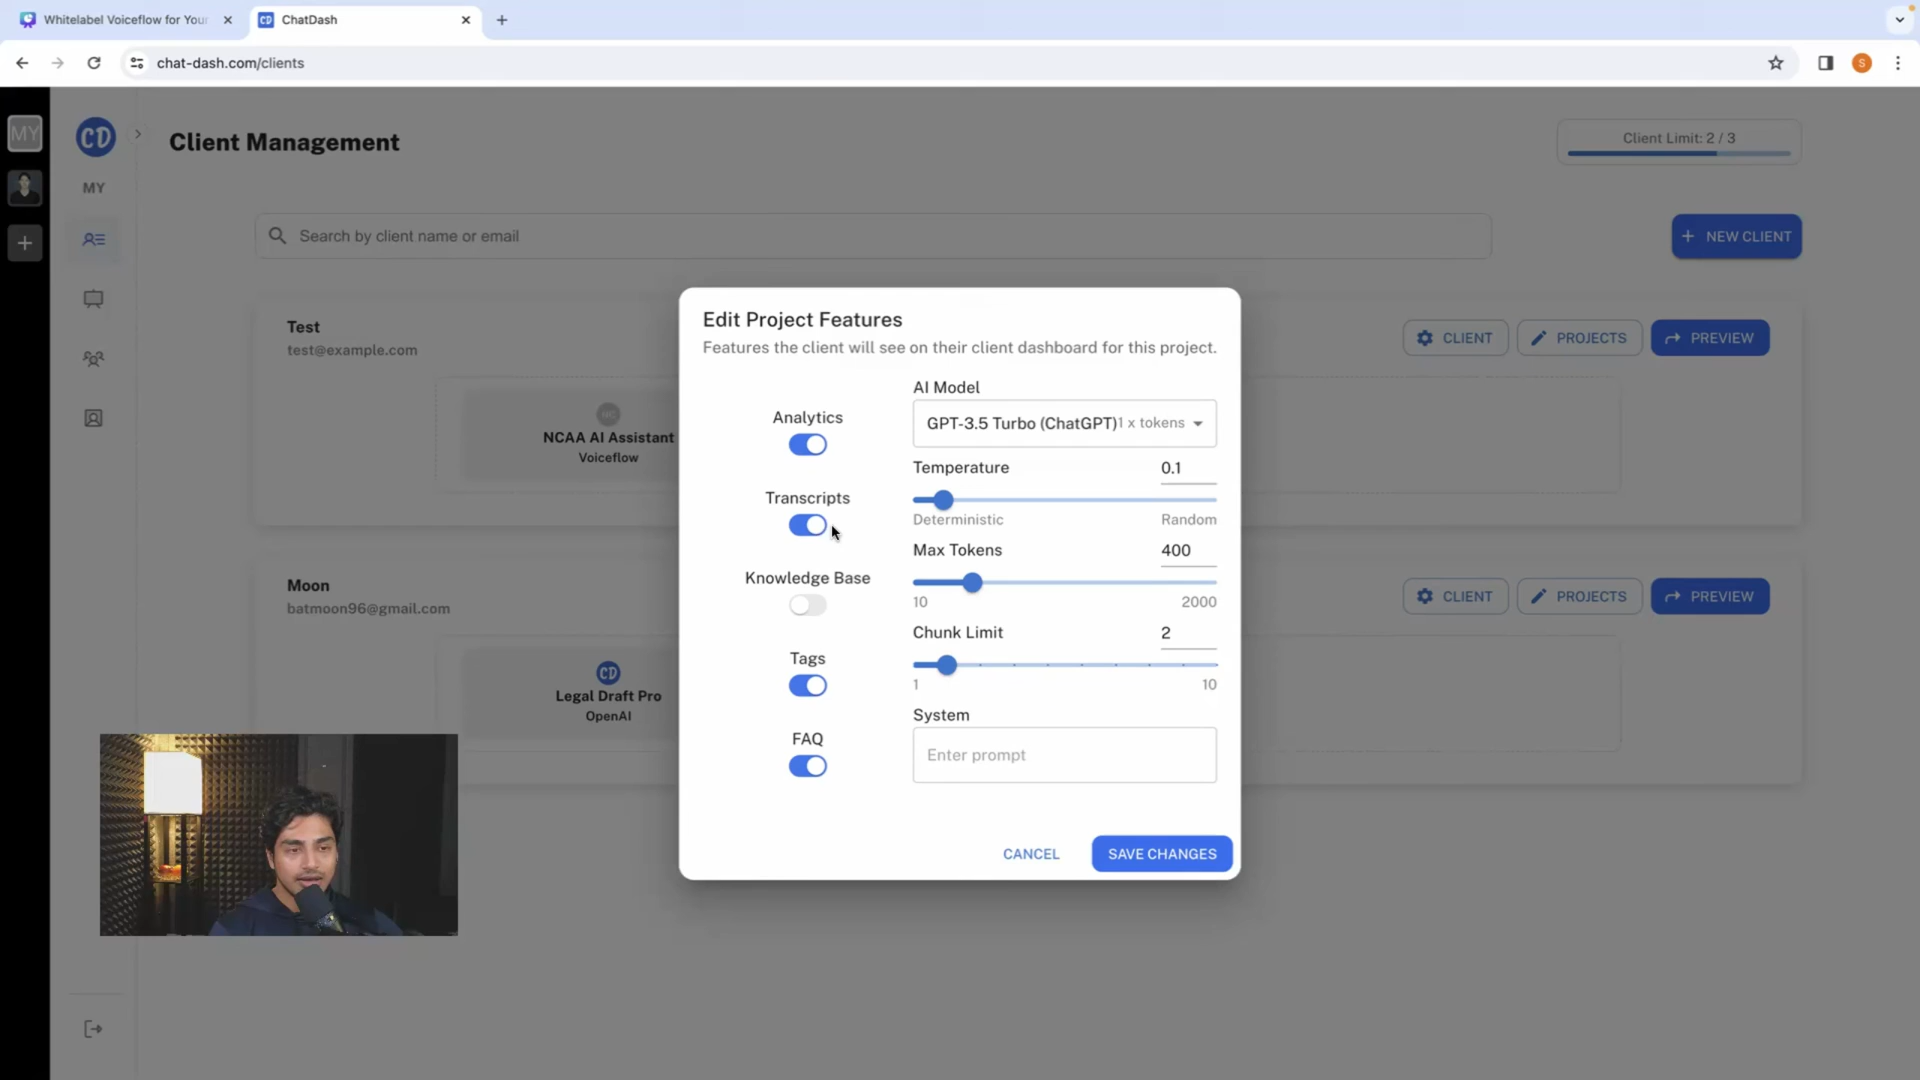 Whitelabel Voiceflow for Your
ChatDash
chat-dash.com/clients
S
MY
CD
MY
Client Management
Client Limit: 2 / 3
Search by client name or email
+ NEW CLIENT
Test
test@example.com
CLIENT
PROJECTS
PREVIEW
NC
NCAA AI Assistant
Voiceflow
Moon
batmoon96@gmail.com
CLIENT
PROJECTS
PREVIEW
CD
Legal Draft Pro
OpenAI
Edit Project Features
Features the client will see on their client dashboard for this project.
Analytics
Transcripts
Knowledge Base
Tags
FAQ
AI Model
GPT-3.5 Turbo (ChatGPT) 1 x tokens
Temperature 0.1
Deterministic Random
Max Tokens 400
10 2000
Chunk Limit 2
1 10
System
Enter prompt
CANCEL
SAVE CHANGES